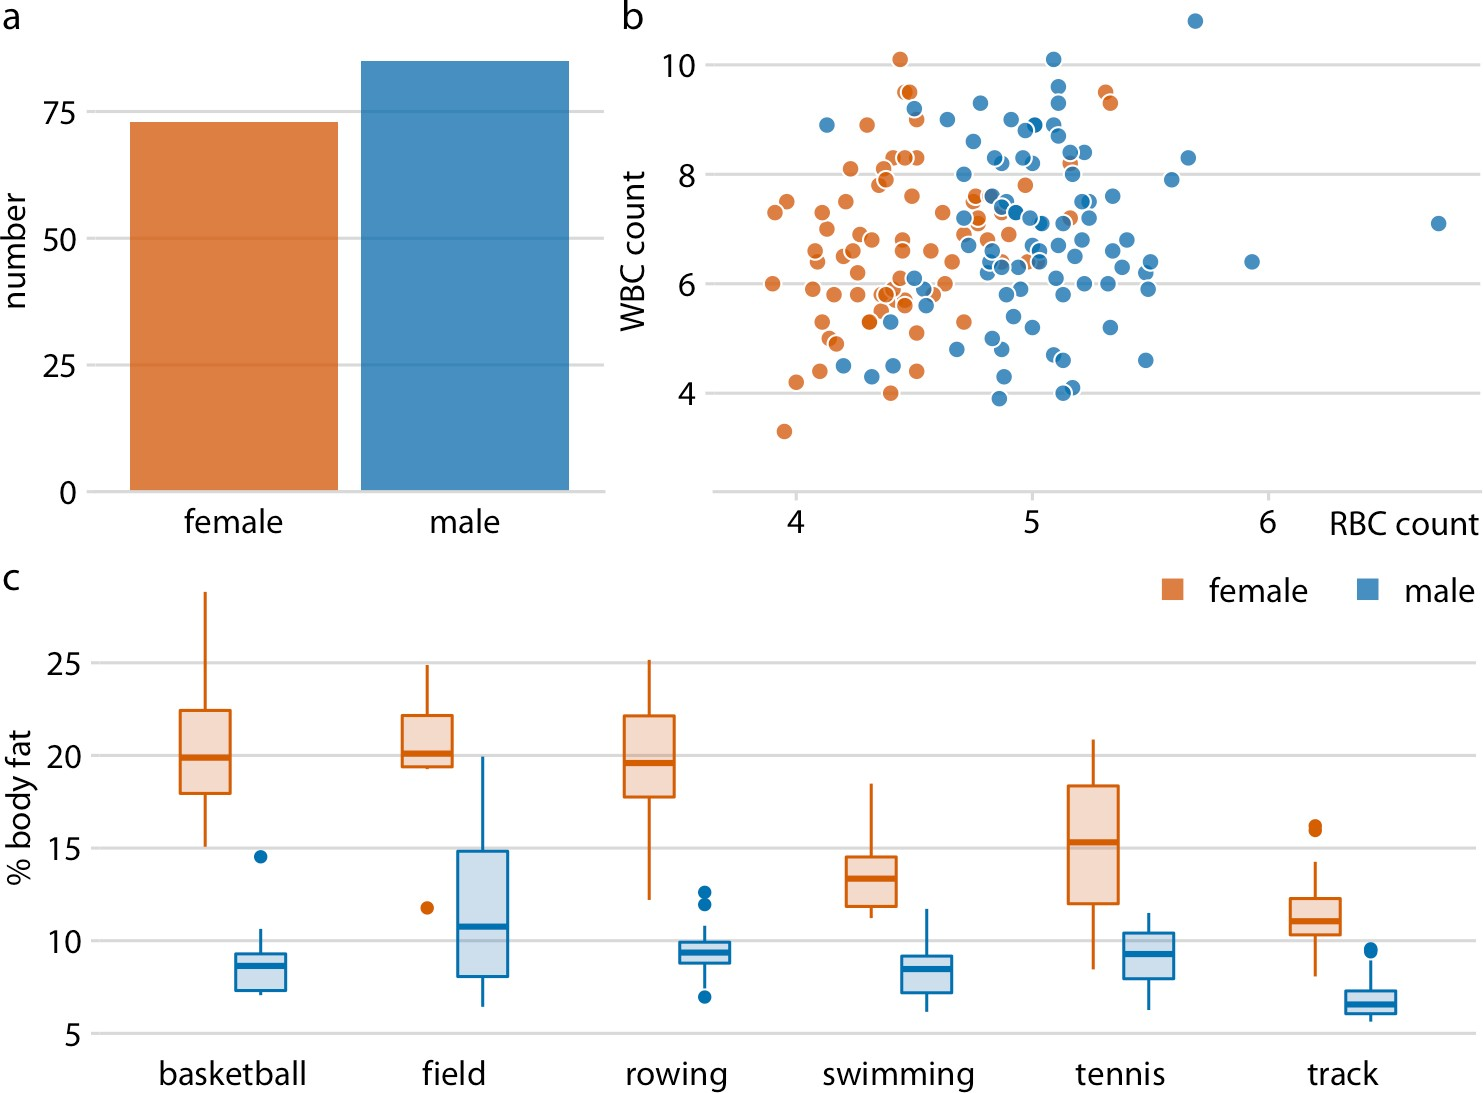 a
number
75
50
25
0
female male
b
WBC count
10
8
6
4
4 5 6 RBC count
female male
c
% body fat
25
20
15
10
5
basketball field rowing swimming tennis track